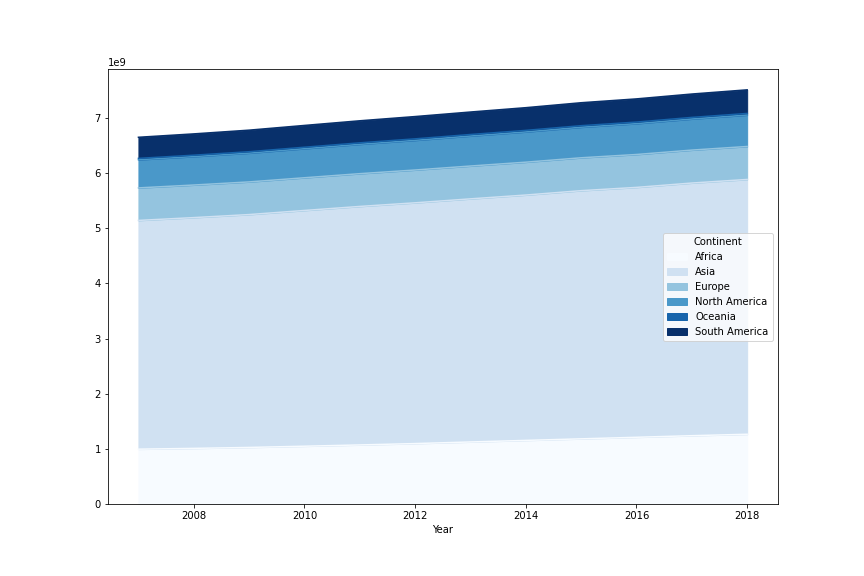 1e9
7
6
5
4
3
2
1
0
Continent
Africa
Asia
Europe
North America
Oceania
South America
2008 2010 2012 2014 2016 2018
Year